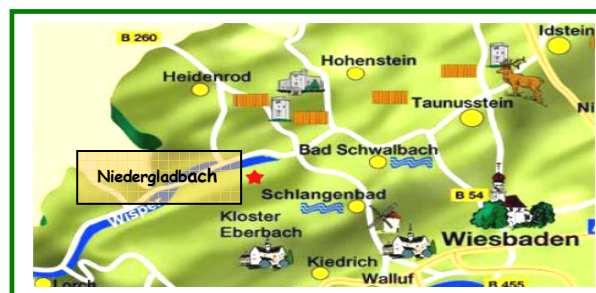 Idstein
B 260
Hohenstein
Heidenrod
Taunusstein
Bad Schwalbach
Niedergladbach
Schlangenbad
B 54
Kloster
Eberbach
Wiesbaden
Kiedrich
Lorch
Walluf
B 455